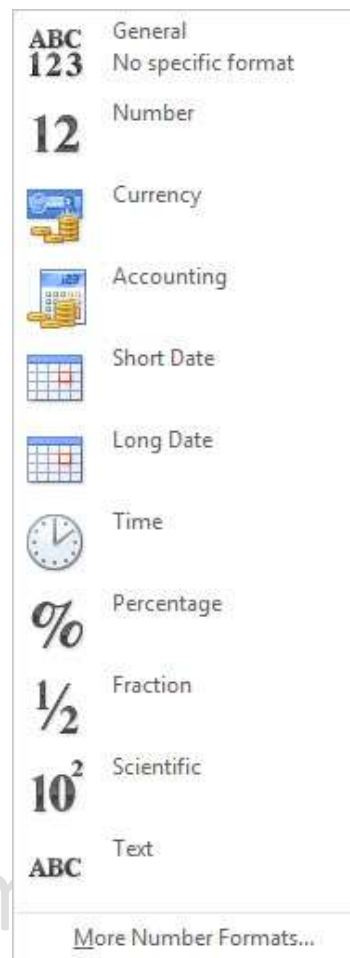 ABC
123
General
No specific format
12
Number
Currency
Accounting
Short Date
Long Date
Time
%
Percentage
1/2
Fraction
10²
Scientific
ABC
Text
More Number Formats...